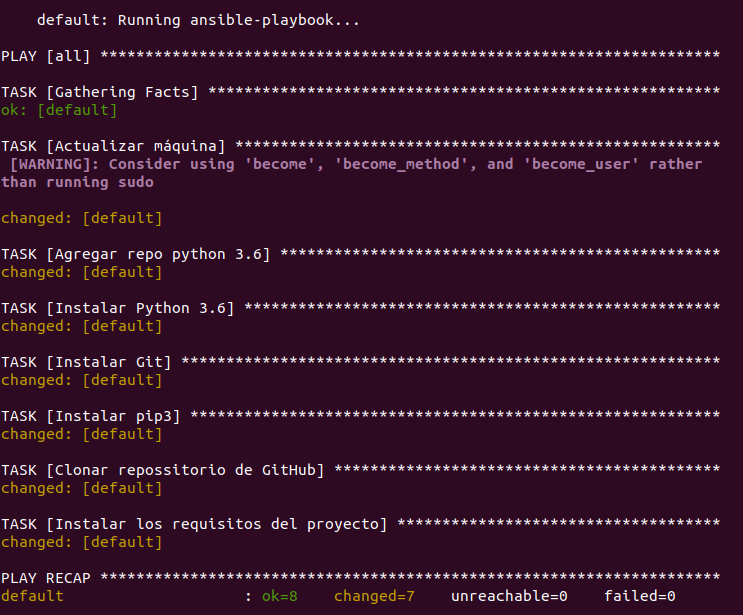 default: Running ansible-playbook...
PLAY [all] *********************************************************************
TASK [Gathering Facts] *********************************************************
ok: [default]
TASK [Actualizar máquina] ******************************************************
[WARNING]: Consider using 'become', 'become_method', and 'become_user' rather
than running sudo
changed: [default]
TASK [Agregar repo python 3.6] *************************************************
changed: [default]
TASK [Instalar Python 3.6] *****************************************************
changed: [default]
TASK [Instalar Git] ************************************************************
changed: [default]
TASK [Instalar pip3] ***********************************************************
changed: [default]
TASK [Clonar repossitorio de GitHub] *******************************************
changed: [default]
TASK [Instalar los requisitos del proyecto] ************************************
changed: [default]
PLAY RECAP *********************************************************************
default                    : ok=8    changed=7    unreachable=0    failed=0